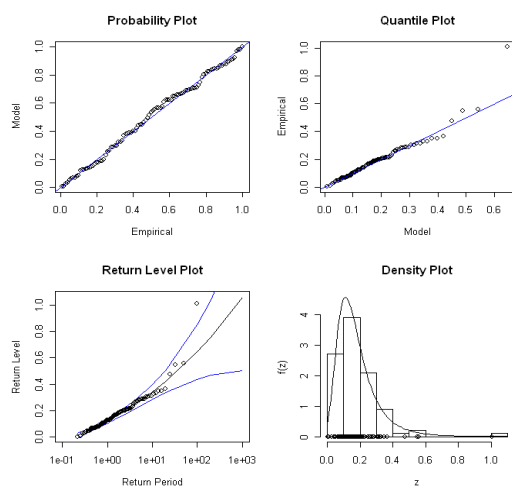 Probability Plot
Model
0.0 0.2 0.4 0.6 0.8 1.0
0.0 0.2 0.4 0.6 0.8 1.0
Empirical
Quantile Plot
Empirical
0.0 0.2 0.4 0.6 0.8 1.0
0.0 0.1 0.2 0.3 0.4 0.5 0.6
Model
Return Level Plot
Return Level
0.0 0.2 0.4 0.6 0.8 1.0
1e-01 1e+00 1e+01 1e+02 1e+03
Return Period
Density Plot
f(z)
0 1 2 3 4
0.0 0.2 0.4 0.6 0.8 1.0
z